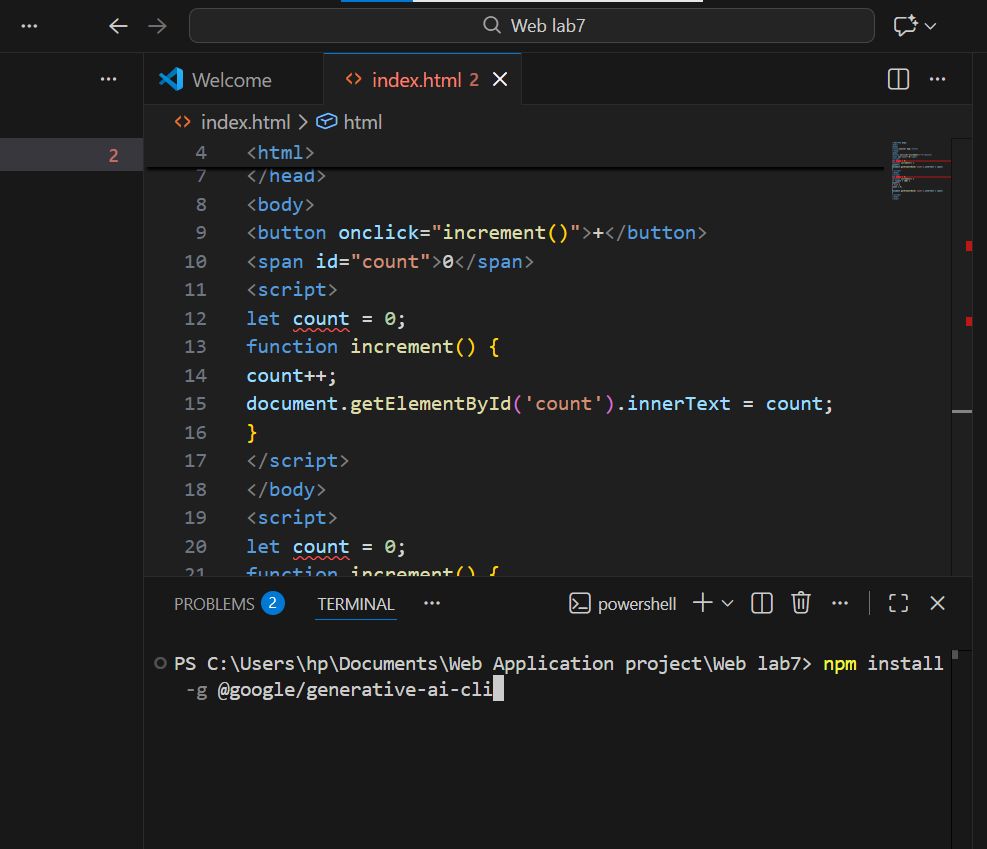 Web lab7
Welcome
index.html 2
index.html > html
2
4 <html>
7 </head>
8 <body>
9 <button onclick="increment()">+</button>
10 <span id="count">0</span>
11 <script>
12 let count = 0;
13 function increment() {
14 count++;
15 document.getElementById('count').innerText = count;
16 }
17 </script>
18 </body>
19 <script>
20 let count = 0;
21 function increment() {
PROBLEMS 2 TERMINAL powershell
PS C:\Users\hp\Documents\Web Application project\Web lab7> npm install
-g @google/generative-ai-cli